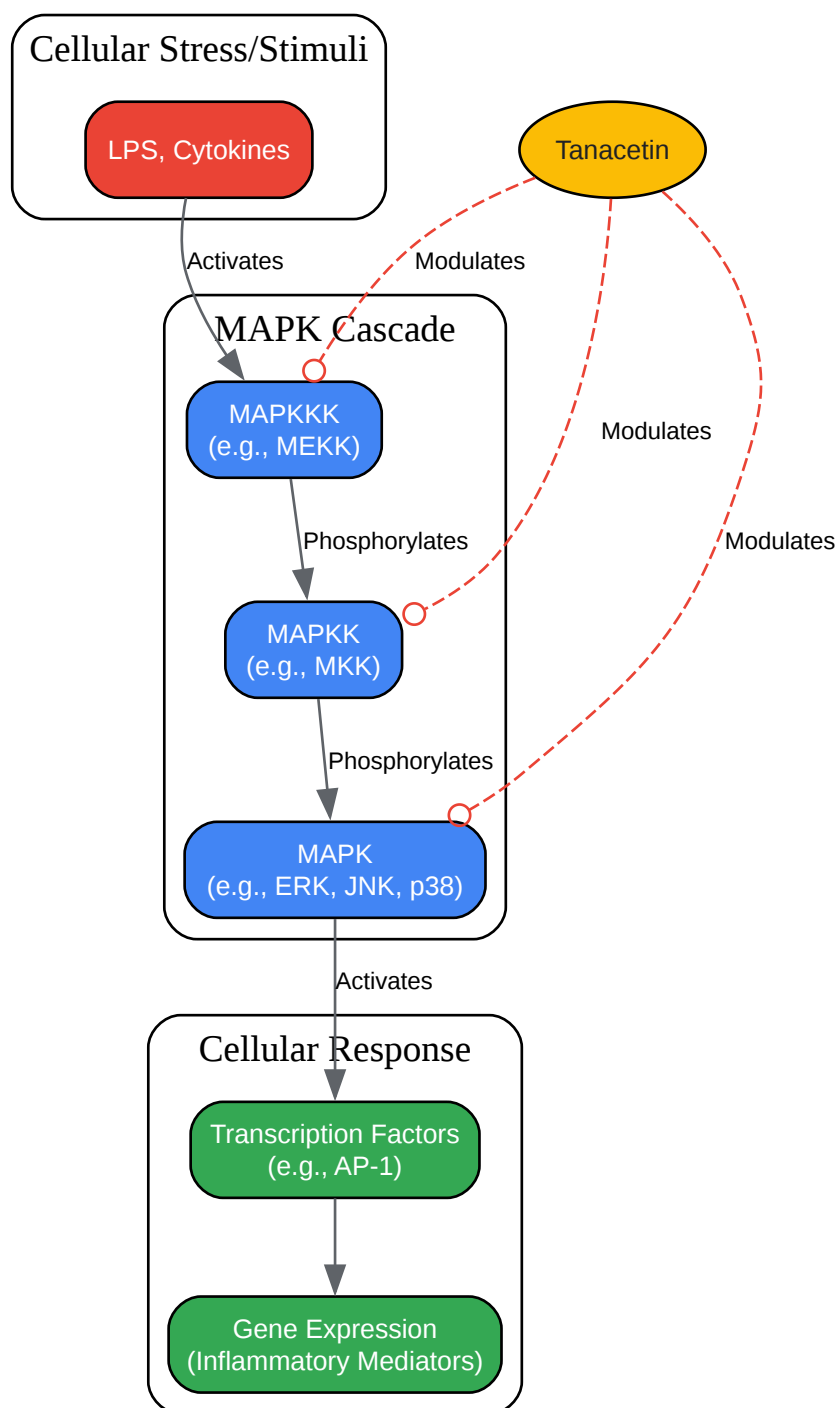 Cellular Stress/Stimuli
LPS, Cytokines
Tanacetin
Activates
Modulates
MAPK Cascade
MAPKKK
(e.g., MEKK)
Modulates
Phosphorylates
Modulates
MAPKK
(e.g., MKK)
Phosphorylates
MAPK
(e.g., ERK, JNK, p38)
Activates
Cellular Response
Transcription Factors
(e.g., AP-1)
Gene Expression
(Inflammatory Mediators)